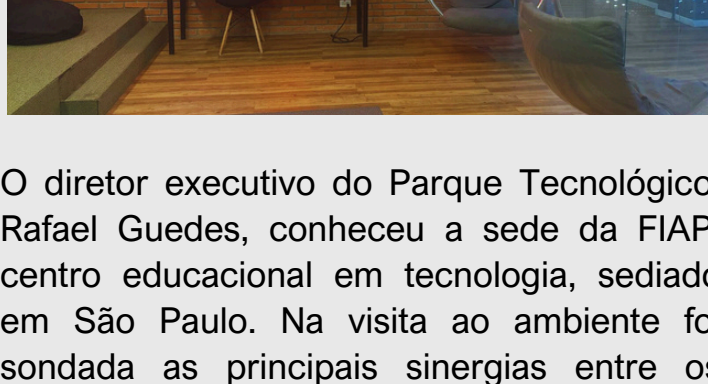 O diretor executivo do Parque Tecnológico
Rafael Guedes, conheceu a sede da FIAP
centro educacional em tecnologia, sediado
em São Paulo. Na visita ao ambiente fo
sondada as principais sinergias entre os